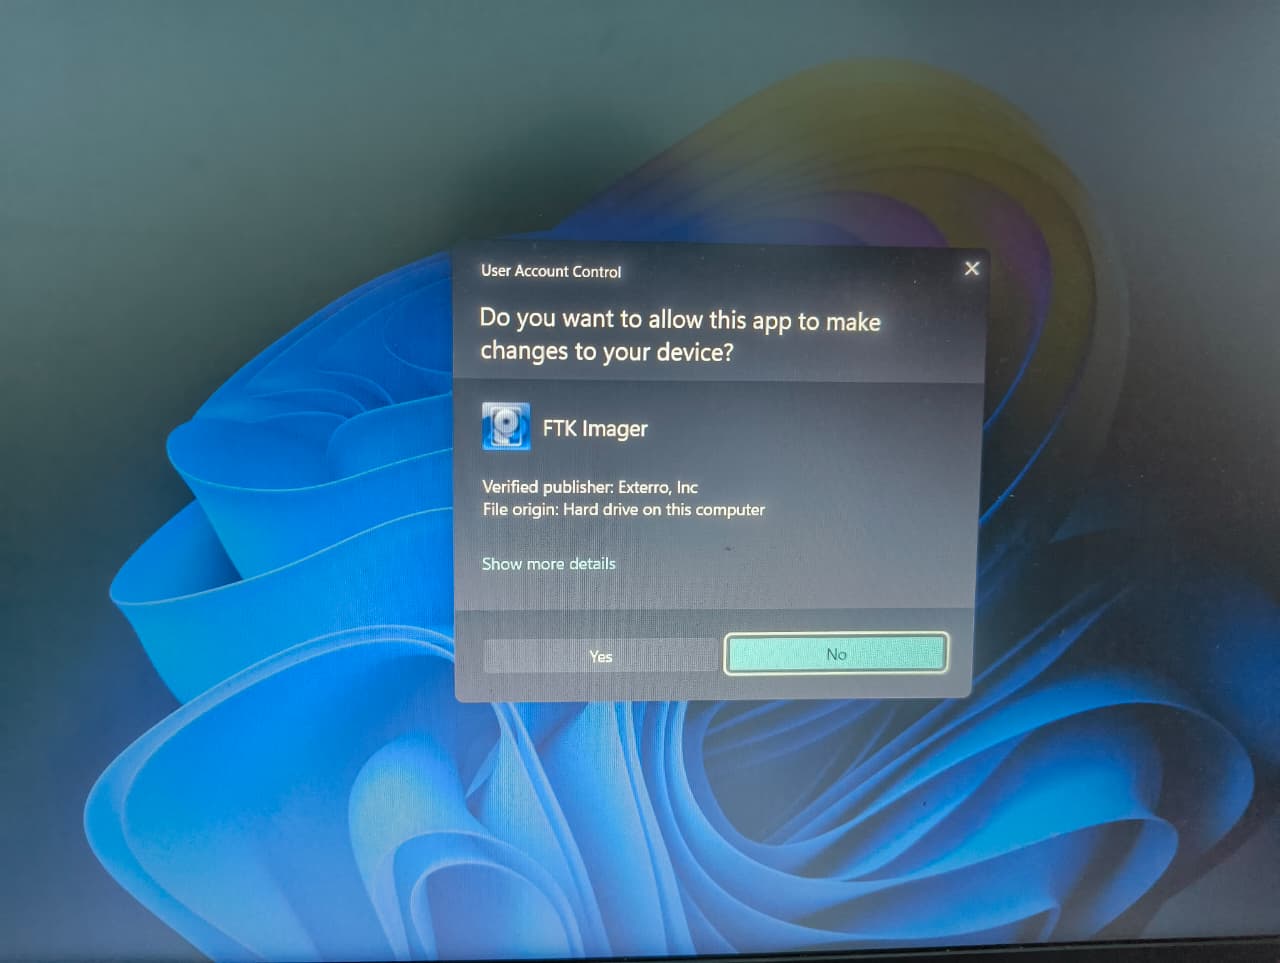 User Account Control
Do you want to allow this app to make
changes to your device?
FTK Imager
Verified publisher: Exterro, Inc
File origin: Hard drive on this computer
Show more details
Yes
No